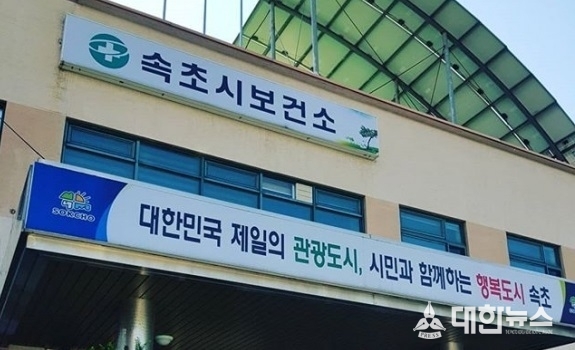 속초시보건소
SOKCHO
대한민국 제일의 관광도시, 시민과 함께하는 행복도시 속초
대한뉴스
PRESS